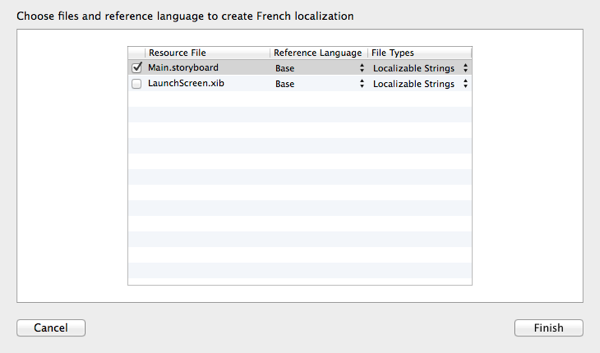 Choose files and reference language to create French localization
Resource File Reference Language File Types
Main.storyboard Base Localizable Strings
LaunchScreen.xib Base Localizable Strings
Cancel Finish